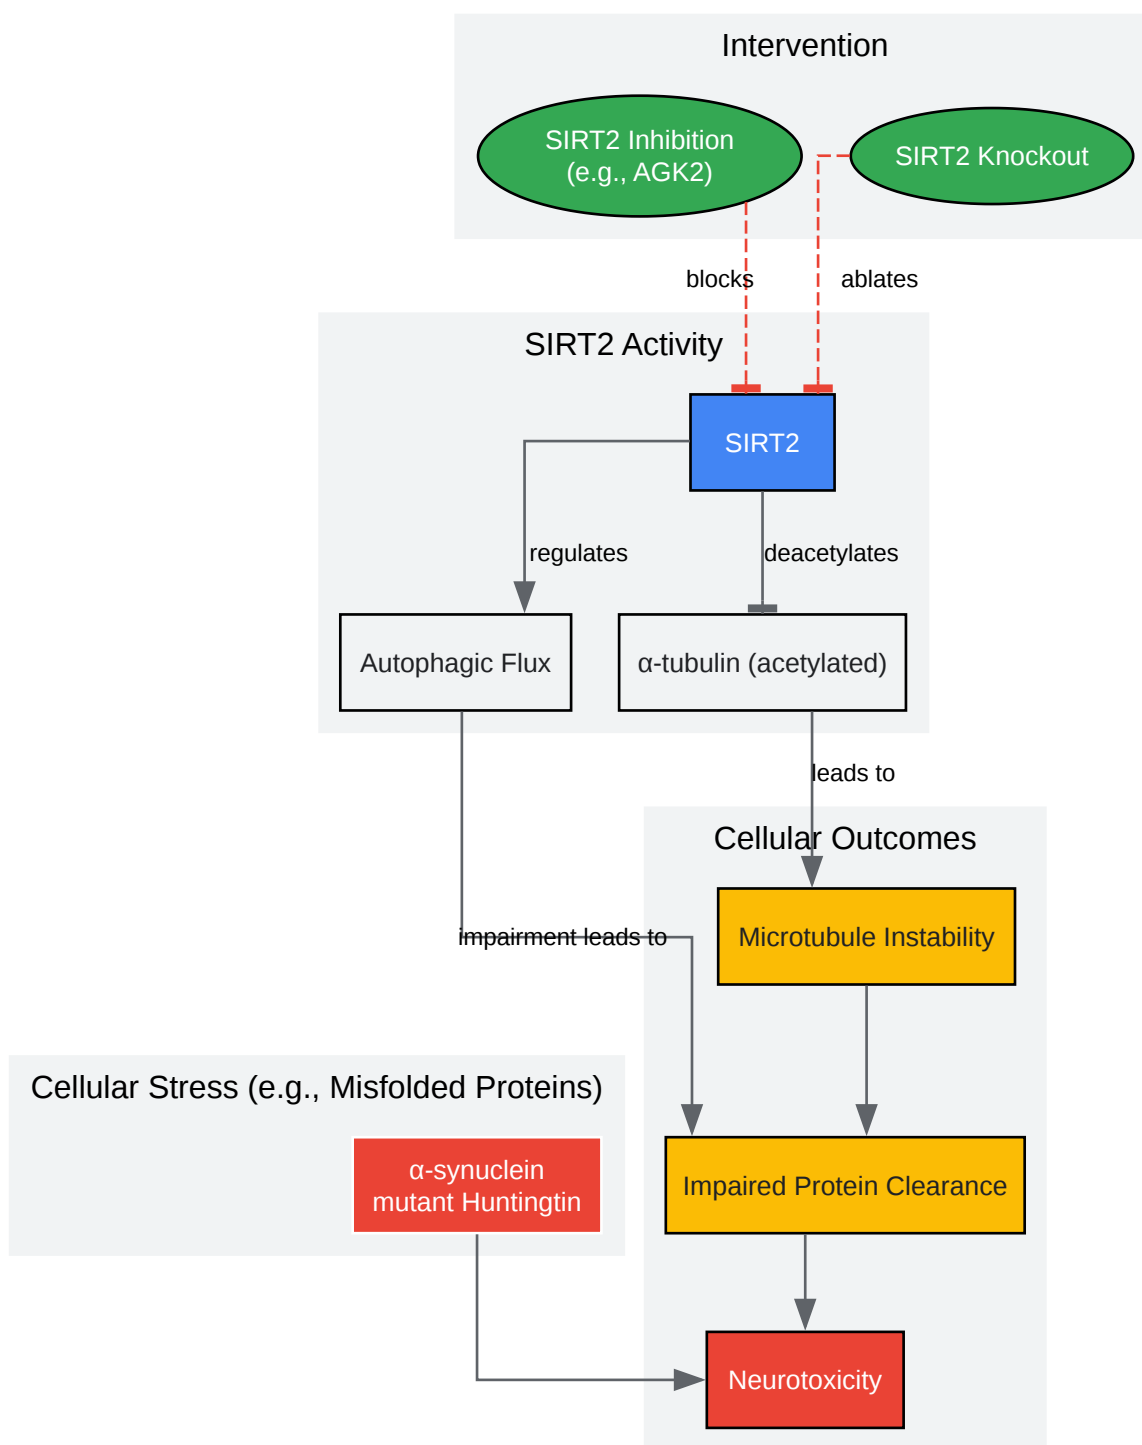 Intervention
SIRT2 Inhibition
(e.g., AGK2)
SIRT2 Knockout
blocks
ablates
SIRT2 Activity
SIRT2
regulates
deacetylates
Autophagic Flux
α-tubulin (acetylated)
leads to
Cellular Outcomes
impairment leads to
Microtubule Instability
Cellular Stress (e.g., Misfolded Proteins)
α-synuclein
mutant Huntingtin
Impaired Protein Clearance
Neurotoxicity